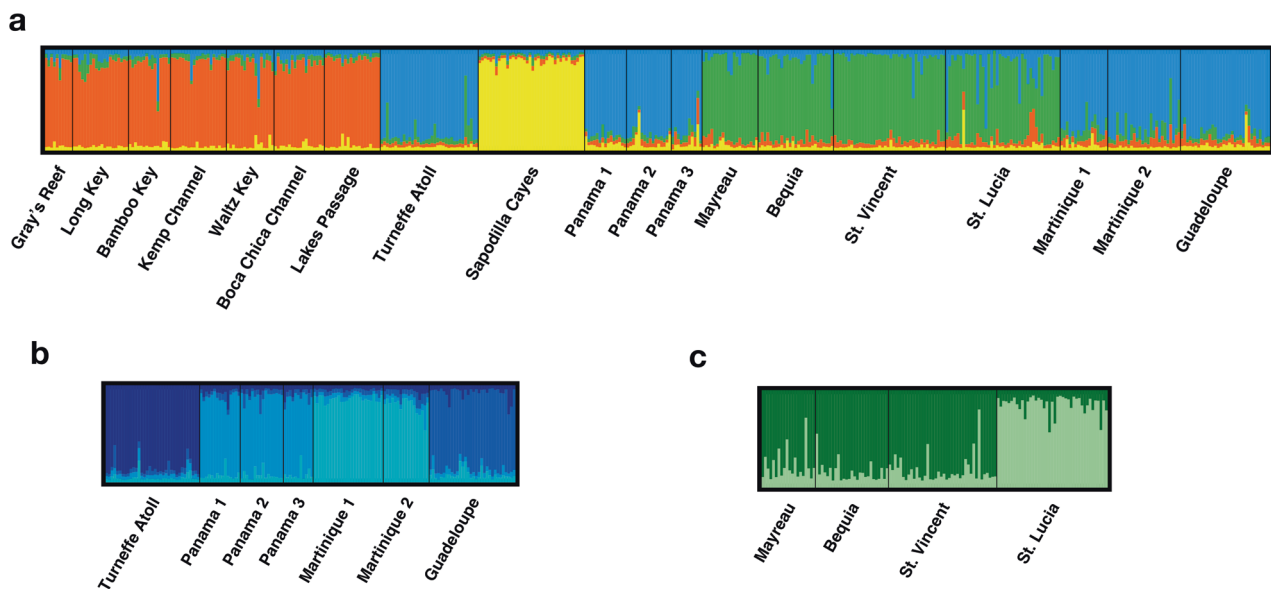 a
Gray's Reef
Long Key
Bamboo Key
Kemp Channel
Waltz Key
Boca Chica Channel
Lakes Passage
Turneffe Atoll
Sapodilla Cayes
Panama 1
Panama 2
Panama 3
Mayreau
Bequia
St. Vincent
St. Lucia
Martinique 1
Martinique 2
Guadeloupe
b
Turneffe Atoll
Panama 1
Panama 2
Panama 3
Martinique 1
Martinique 2
Guadeloupe
c
Mayreau
Bequia
St. Vincent
St. Lucia